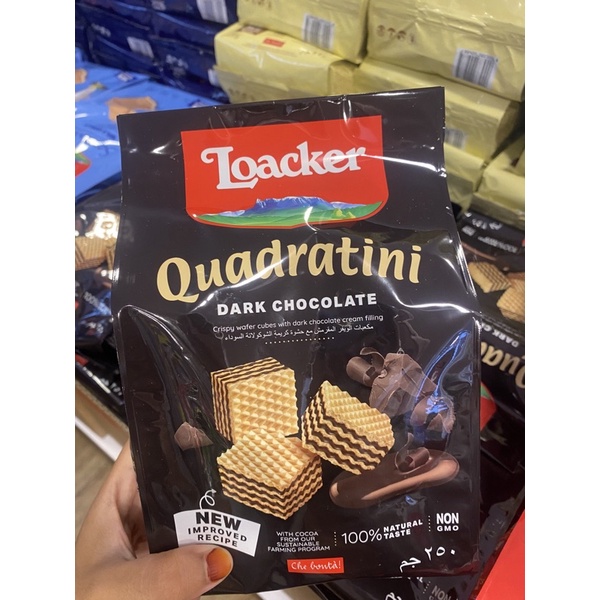 Loacker
Quadratini
DARK CHOCOLATE
Crispy wafer cubes with dark chocolate cream filling
مكعبات الويفر المقرمش مع حشوة كريمة الشوكولاتة السوداء
NEW
IMPROVED
RECIPE
WITH COCOA
FROM OUR
SUSTAINABLE
FARMING PROGRAM
100% NATURAL
TASTE
NON
GMO
Che bontà!
٢٥٠ جم